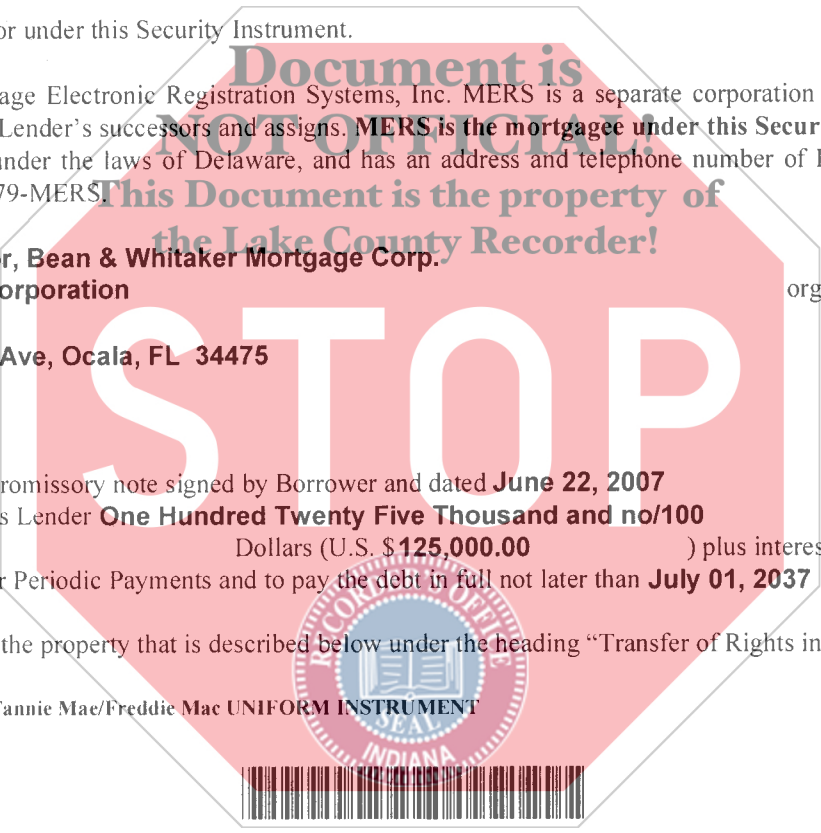 or under this Security Instrument.
Document is
age Electronic Registration Systems, Inc. MERS is a separate corporation
NOT OFFICIAL!
Lender's successors and assigns. MERS is the mortgagee under this Secur
under the laws of Delaware, and has an address and telephone number of
79-MERS.
This Document is the property of
the Lake County Recorder!
r, Bean & Whitaker Mortgage Corp.
orporation
org
STOP
Ave, Ocala, FL 34475
romissory note signed by Borrower and dated June 22, 2007
s Lender One Hundred Twenty Five Thousand and no/100
Dollars (U.S. $125,000.00 ) plus interes
r Periodic Payments and to pay the debt in full not later than July 01, 2037
the property that is described below under the heading “Transfer of Rights in
annie Mae/Freddie Mac UNIFORM INSTRUMENT
RECORDER'S OFFICE
SEAL
INDIANA